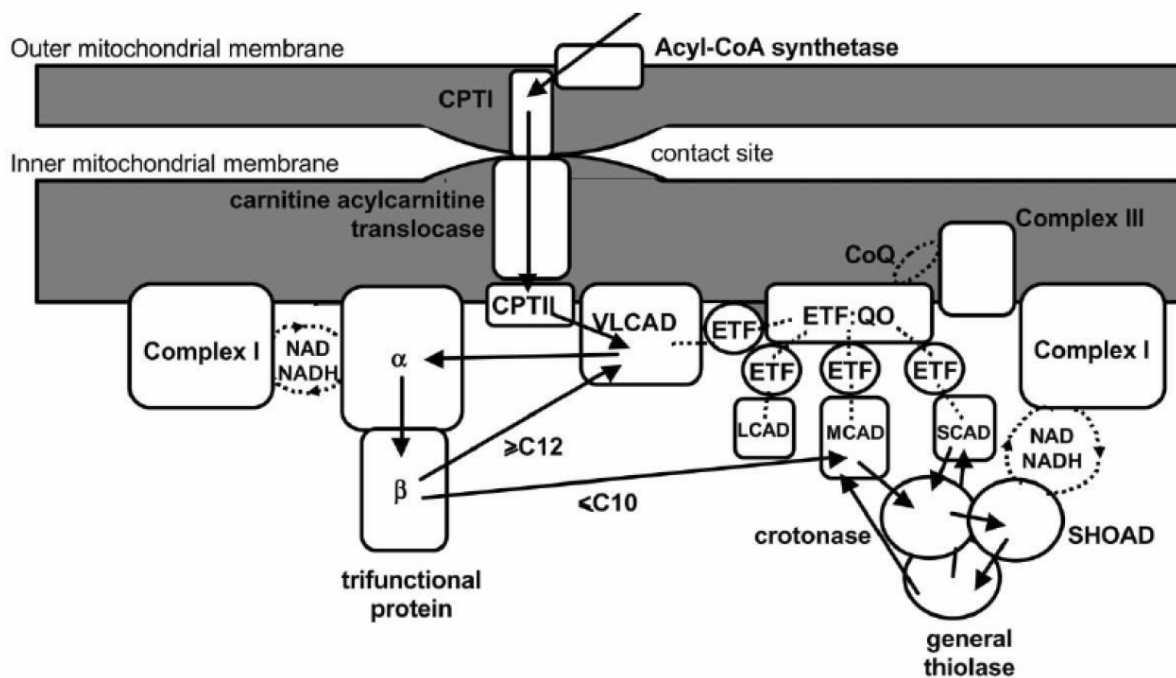 Outer mitochondrial membrane
Acyl-CoA synthetase
CPTI
Inner mitochondrial membrane
contact site
carnitine acylcarnitine
translocase
Complex III
CoQ
CPTII
VLCAD
ETF
ETF:QO
Complex I
NAD
NADH
α
Complex I
ETF
ETF
ETF
LCAD
MCAD
SCAD
NAD
NADH
⩾C12
β
⩽C10
crotonase
SHOAD
trifunctional
protein
general
thiolase